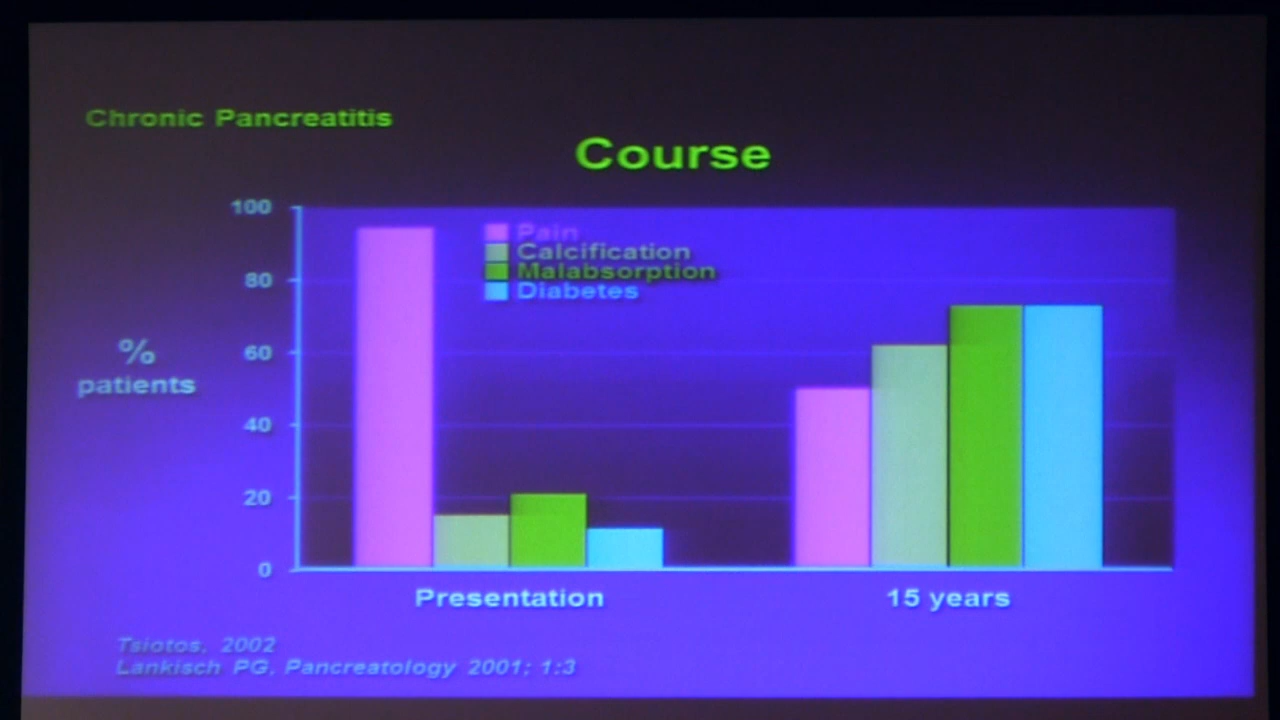 Chronic Pancreatitis
Course
100
80
60
40
20
0
% 
patients
Pain
Calcification
Malabsorption
Diabetes
Presentation
15 years
Tsiotos, 2002
Lankisch PG, Pancreatology 2001; 1:3